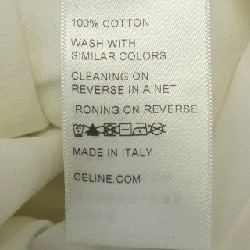 100% COTTON
WASH WITH
SIMILAR COLORS
CLEANING ON
REVERSE IN A NET
IRONING ON REVERSE
MADE IN ITALY
CELINE.COM